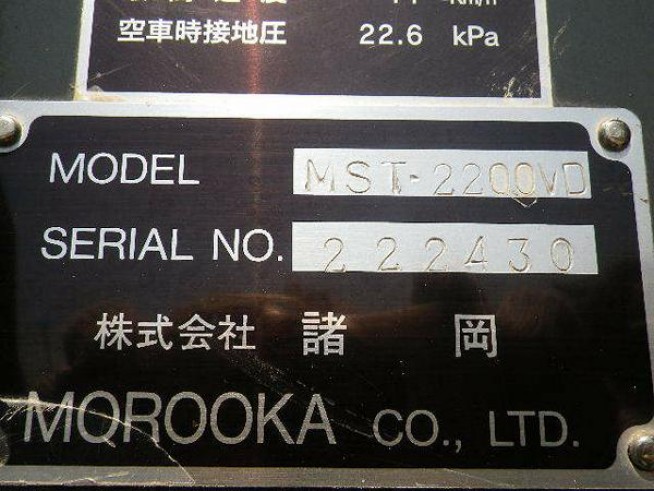 空車時接地圧 22.6 kPa
MODEL MST-2200VD
SERIAL NO. 222430
株式会社 諸岡
MOROOKA CO., LTD.